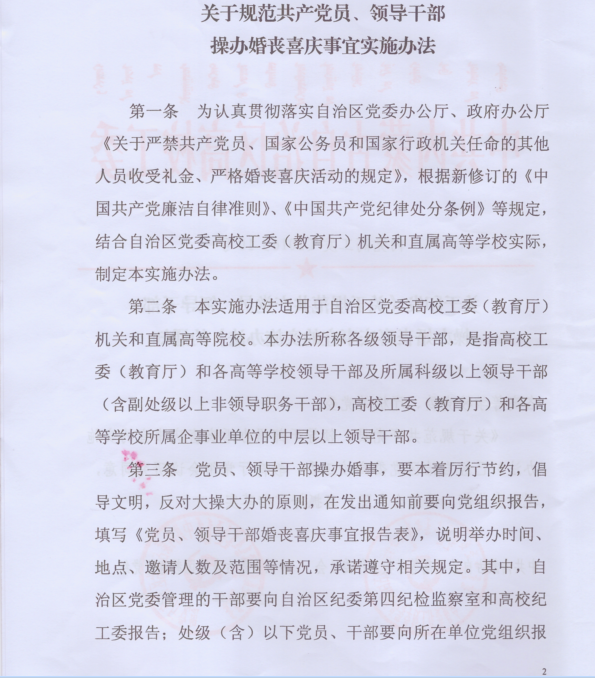 关于规范共产党员、领导干部
操办婚丧喜庆事宜实施办法
第一条　为认真贯彻落实自治区党委办公厅、政府办公厅
《关于严禁共产党员、国家公务员和国家行政机关任命的其他
人员收受礼金、严格婚丧喜庆活动的规定》，根据新修订的《中
国共产党廉洁自律准则》、《中国共产党纪律处分条例》等规定，
结合自治区党委高校工委（教育厅）机关和直属高等学校实际，
制定本实施办法。
第二条　本实施办法适用于自治区党委高校工委（教育厅）
机关和直属高等院校。本办法所称各级领导干部，是指高校工
委（教育厅）和各高等学校领导干部及所属科级以上领导干部
（含副处级以上非领导职务干部），高校工委（教育厅）和各高
等学校所属企事业单位的中层以上领导干部。
第三条　党员、领导干部操办婚事，要本着厉行节约，倡
导文明，反对大操大办的原则，在发出通知前要向党组织报告，
填写《党员、领导干部婚丧喜庆事宜报告表》，说明举办时间、
地点、邀请人数及范围等情况，承诺遵守相关规定。其中，自
治区党委管理的干部要向自治区纪委第四纪检监察室和高校纪
工委报告；处级（含）以下党员、干部要向所在单位党组织报
2